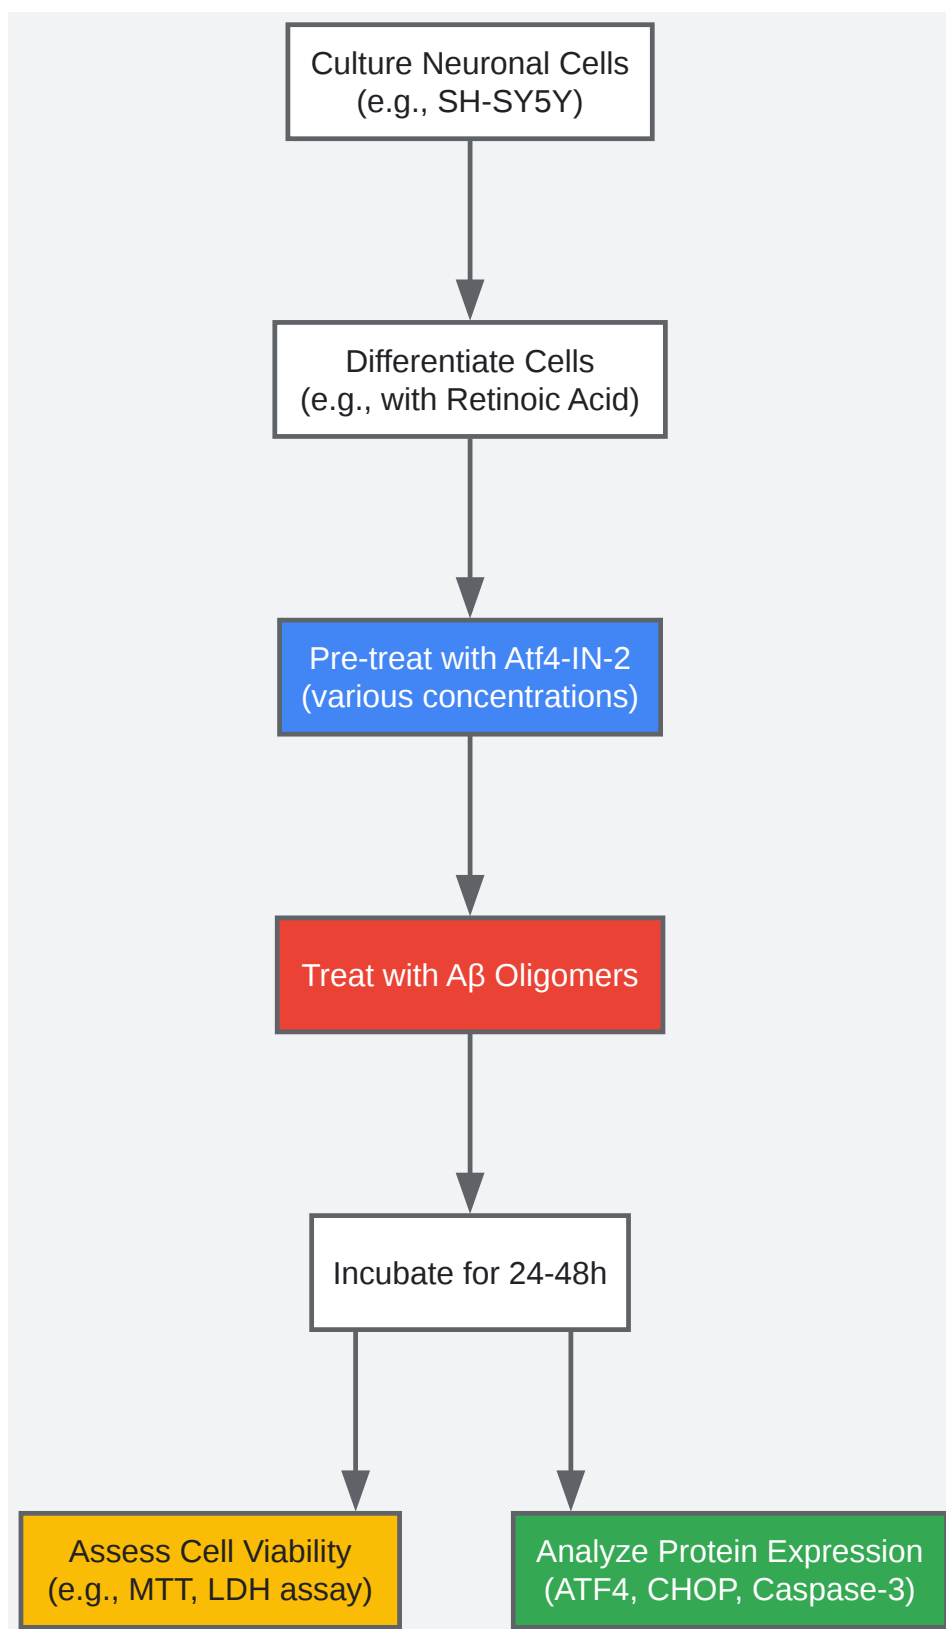 Culture Neuronal Cells
(e.g., SH-SY5Y)
Differentiate Cells
(e.g., with Retinoic Acid)
Pre-treat with Atf4-IN-2
(various concentrations)
Treat with Aβ Oligomers
Incubate for 24-48h
Assess Cell Viability
(e.g., MTT, LDH assay)
Analyze Protein Expression
(ATF4, CHOP, Caspase-3)